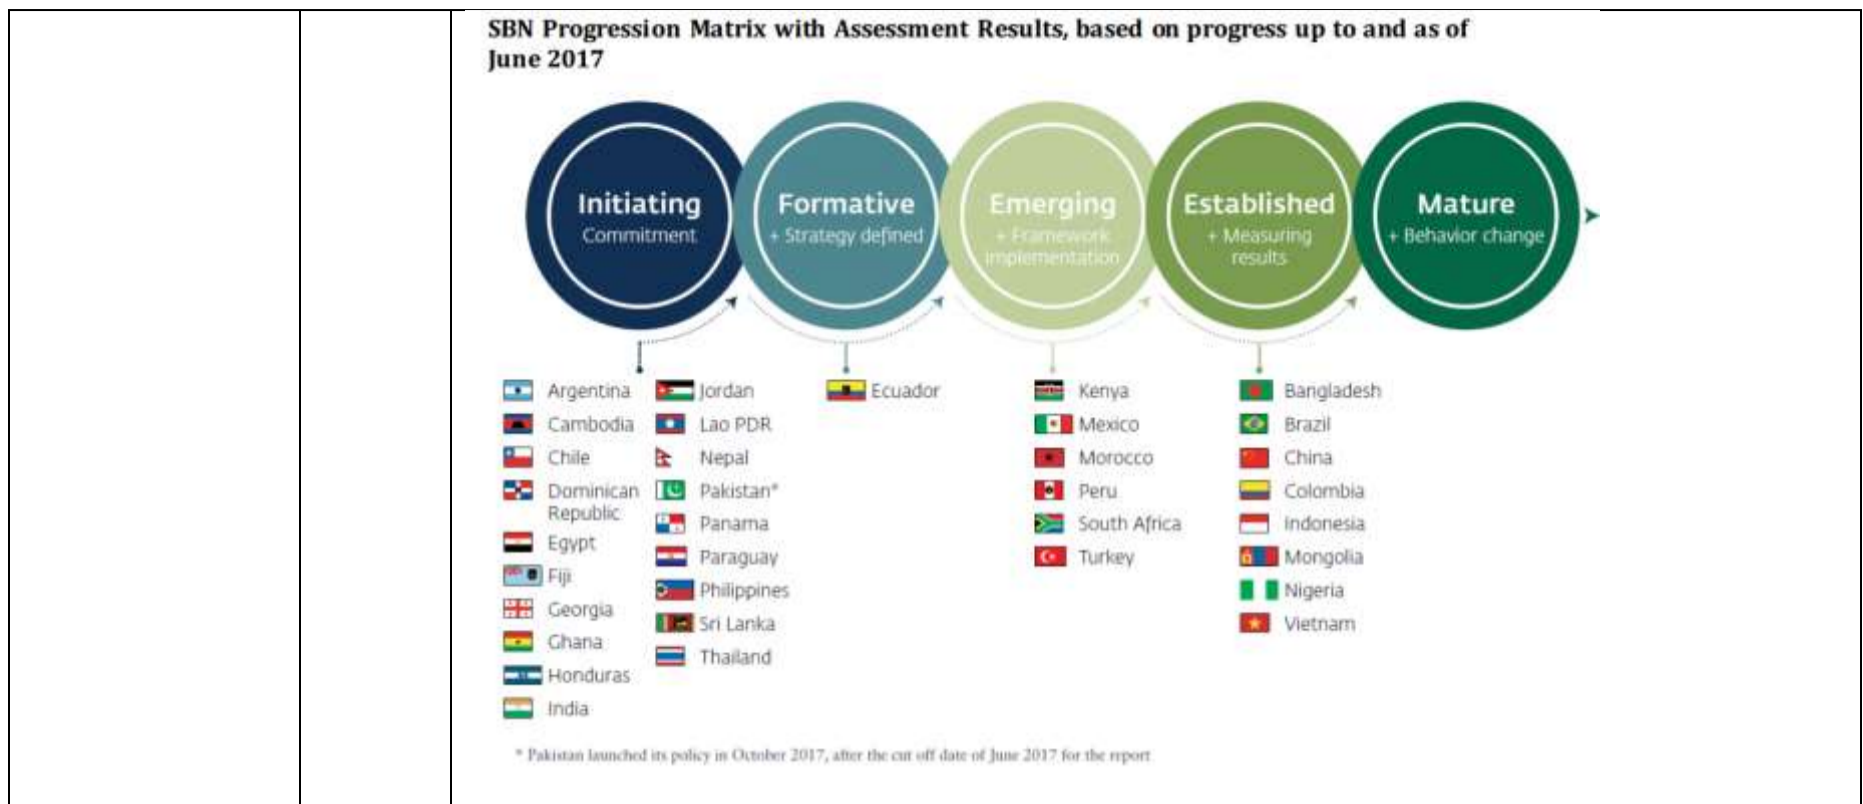 SBN Progression Matrix with Assessment Results, based on progress up to and as of
June 2017
Initiating
Commitment
Formative
+ Strategy defined
Emerging
+ Framework
implementation
Established
+ Measuring
results
Mature
+ Behavior change
Argentina
Cambodia
Chile
Dominican
Republic
Egypt
Fiji
Georgia
Ghana
Honduras
India
Jordan
Lao PDR
Nepal
Pakistan*
Panama
Paraguay
Philippines
Sri Lanka
Thailand
Ecuador
Kenya
Mexico
Morocco
Peru
South Africa
Turkey
Bangladesh
Brazil
China
Colombia
Indonesia
Mongolia
Nigeria
Vietnam
* Pakistan launched its policy in October 2017, after the cut off date of June 2017 for the report